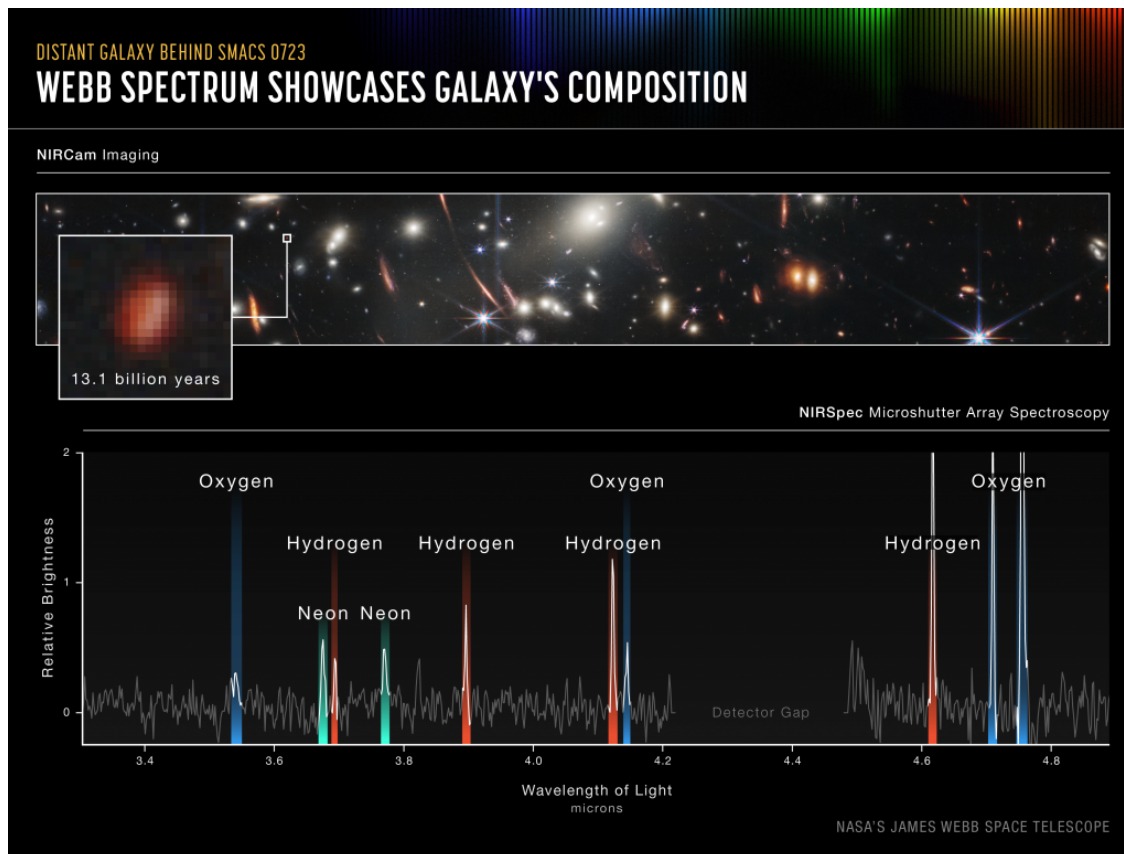 DISTANT GALAXY BEHIND SMACS 0723
WEBB SPECTRUM SHOWCASES GALAXY'S COMPOSITION
NIRCam Imaging
13.1 billion years
NIRSpec Microshutter Array Spectroscopy
Relative Brightness
2
1
0
Oxygen
Oxygen
Oxygen
Hydrogen
Hydrogen
Hydrogen
Hydrogen
Neon
Neon
Detector Gap
3.4
3.6
3.8
4.0
4.2
4.4
4.6
4.8
Wavelength of Light
microns
NASA'S JAMES WEBB SPACE TELESCOPE